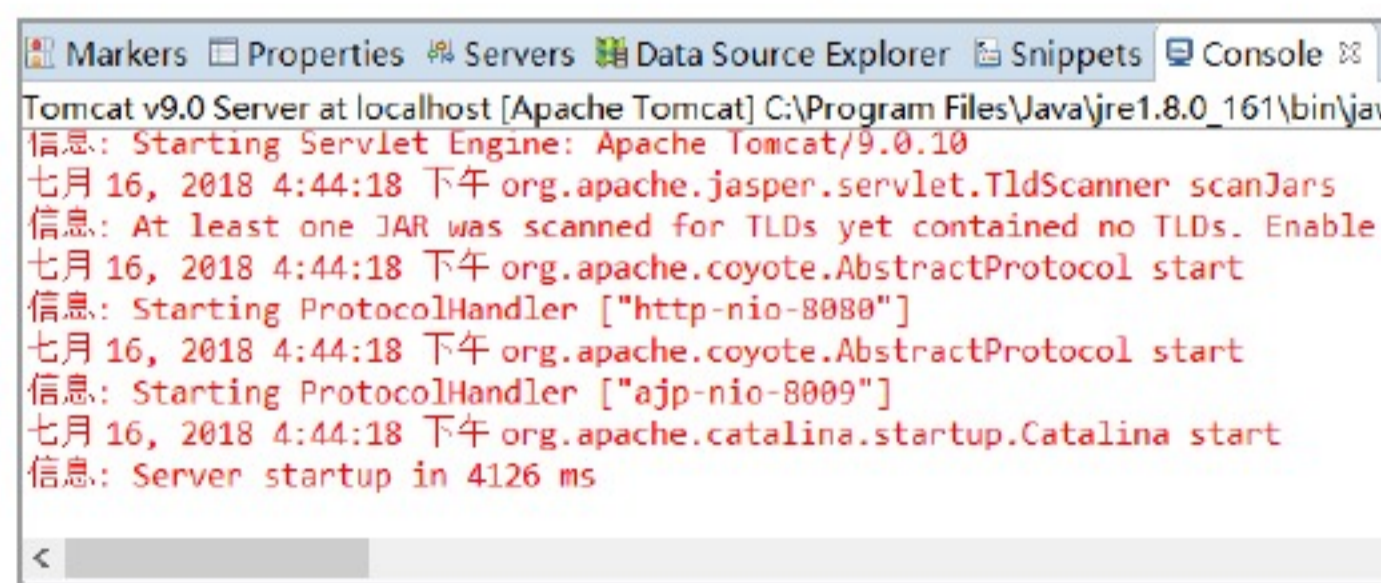 Markers Properties Servers Data Source Explorer Snippets Console
Tomcat v9.0 Server at localhost [Apache Tomcat] C:\Program Files\Java\jre1.8.0_161\bin\jav
信息: Starting Servlet Engine: Apache Tomcat/9.0.10
七月 16, 2018 4:44:18 下午 org.apache.jasper.servlet.TldScanner scanJars
信息: At least one JAR was scanned for TLDs yet contained no TLDs. Enable
七月 16, 2018 4:44:18 下午 org.apache.coyote.AbstractProtocol start
信息: Starting ProtocolHandler ["http-nio-8080"]
七月 16, 2018 4:44:18 下午 org.apache.coyote.AbstractProtocol start
信息: Starting ProtocolHandler ["ajp-nio-8009"]
七月 16, 2018 4:44:18 下午 org.apache.catalina.startup.Catalina start
信息: Server startup in 4126 ms